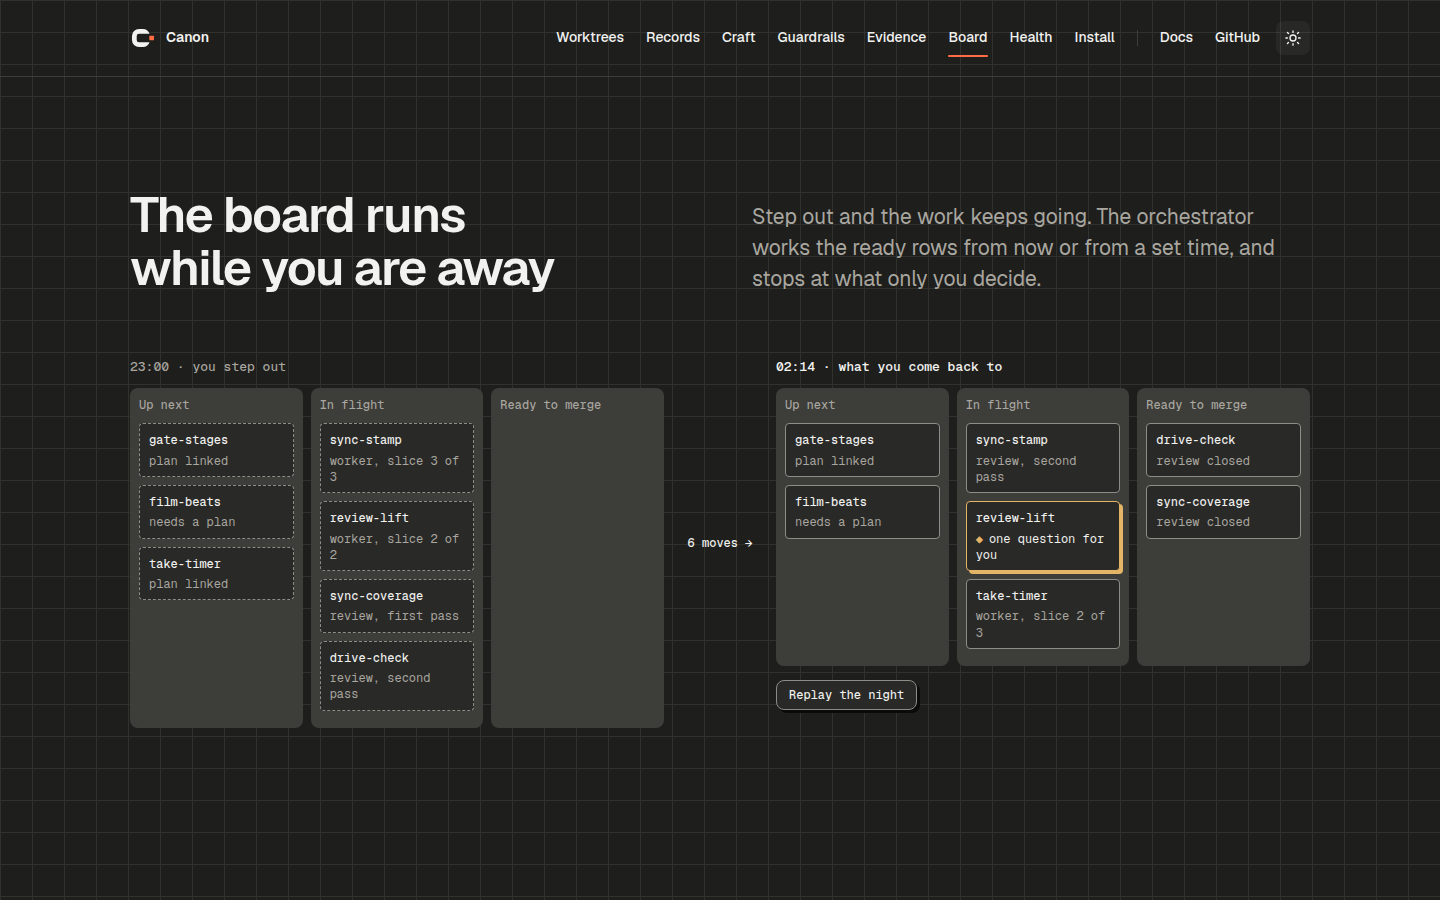 Canon
Worktrees Records Craft Guardrails Evidence Board Health Install Docs GitHub
The board runs
while you are away
Step out and the work keeps going. The orchestrator
works the ready rows from now or from a set time, and
stops at what only you decide.
23:00 · you step out
Up next
gate-stages
plan linked
film-beats
needs a plan
take-timer
plan linked
In flight
sync-stamp
worker, slice 3 of
3
review-lift
worker, slice 2 of
2
sync-coverage
review, first pass
drive-check
review, second
pass
Ready to merge
6 moves →
02:14 · what you come back to
Up next
gate-stages
plan linked
film-beats
needs a plan
In flight
sync-stamp
review, second
pass
review-lift
◆ one question for
you
take-timer
worker, slice 2 of
3
Ready to merge
drive-check
review closed
sync-coverage
review closed
Replay the night